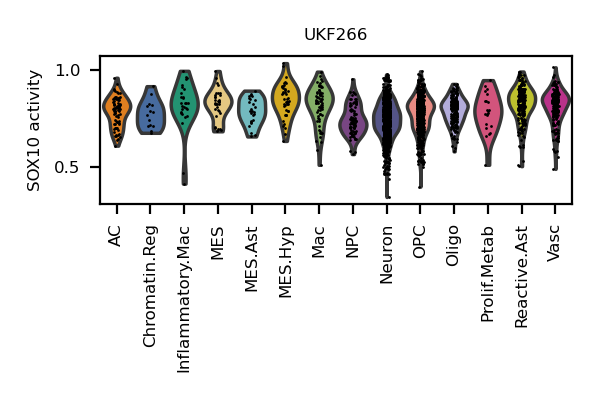 UKF266
SOX10 activity
1.0
0.5
AC
Chromatin.Reg
Inflammatory.Mac
MES
MES.Ast
MES.Hyp
Mac
NPC
Neuron
OPC
Oligo
Prolif.Metab
Reactive.Ast
Vasc